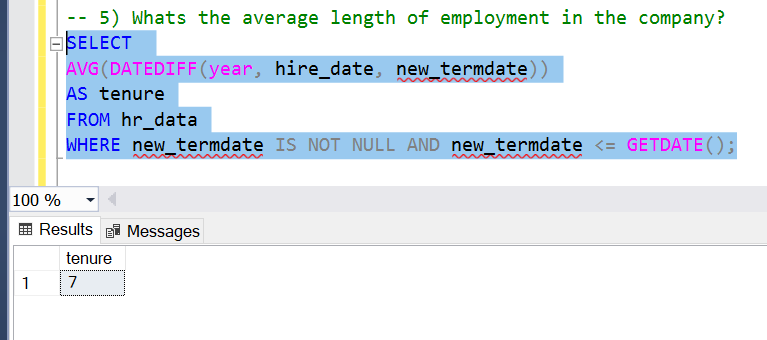 -- 5) Whats the average length of employment in the company?
SELECT
AVG(DATEDIFF(year, hire_date, new_termdate))
AS tenure
FROM hr_data
WHERE new_termdate IS NOT NULL AND new_termdate <= GETDATE();
100 %
Results Messages
tenure
1 7